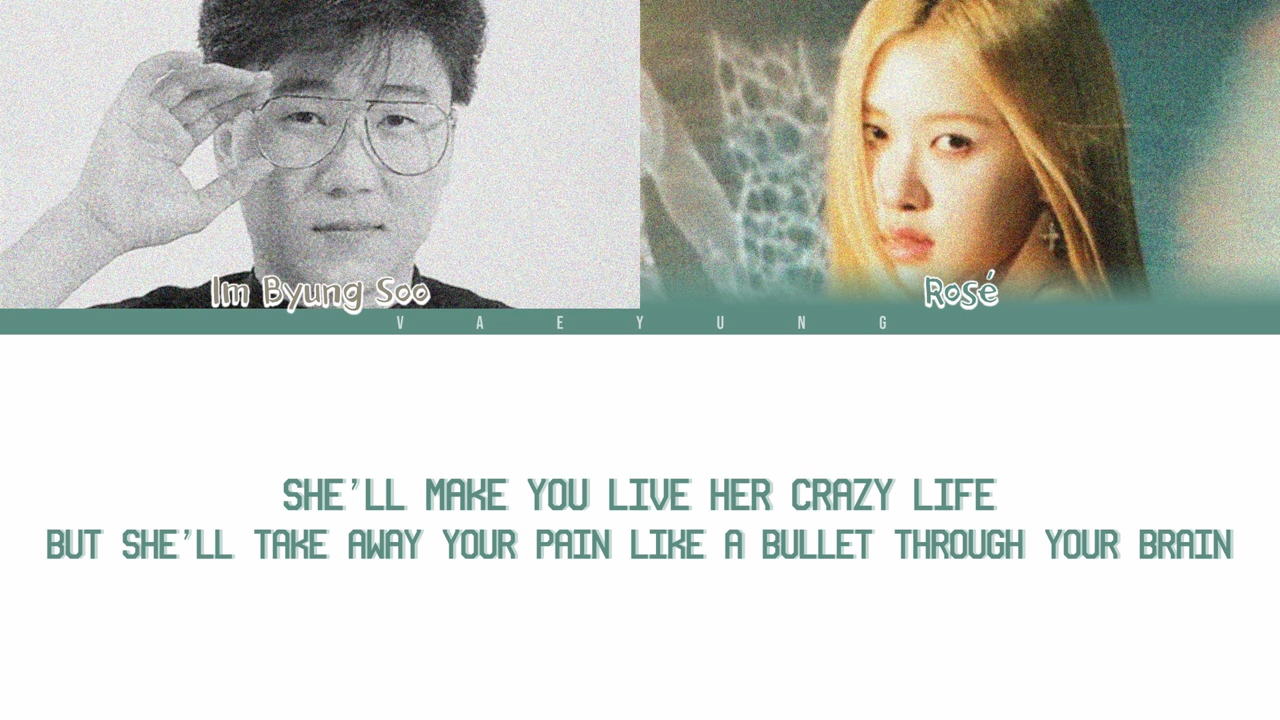 Im Byung Soo
Rosé
VAEYUNG
SHE'LL MAKE YOU LIVE HER CRAZY LIFE
BUT SHE'LL TAKE AWAY YOUR PAIN LIKE A BULLET THROUGH YOUR BRAIN